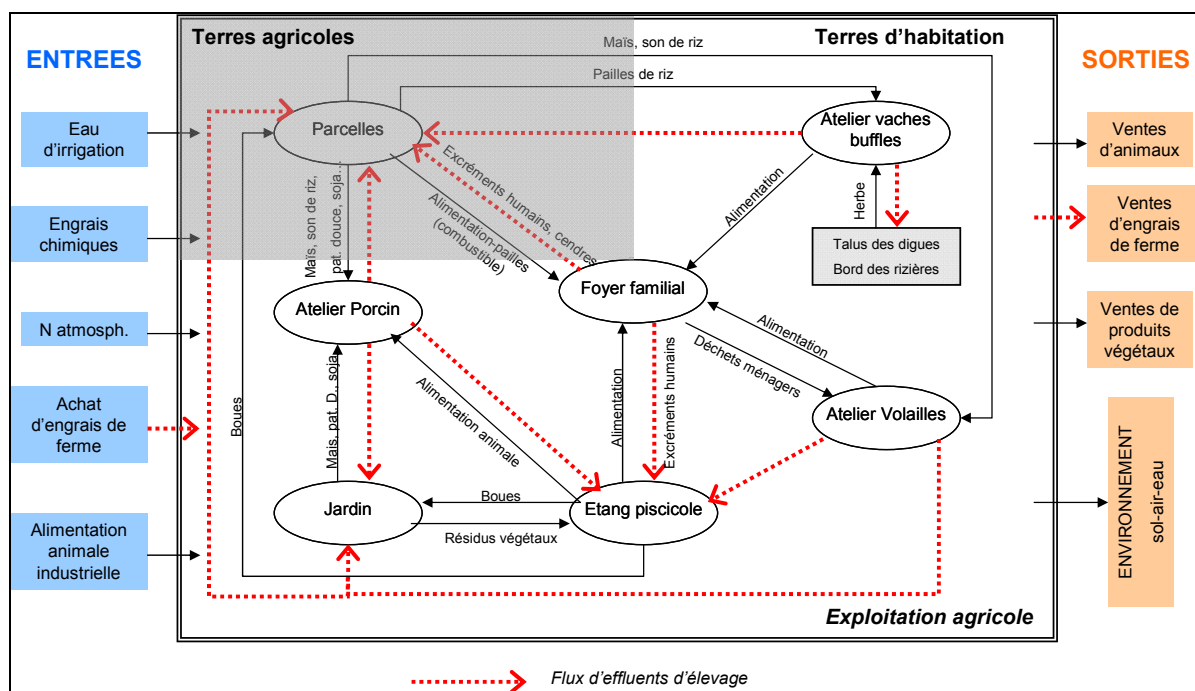 ENTREES
Eau
d'irrigation
Engrais
chimiques
N atmosph.
Achat
d'engrais de
ferme
Alimentation
animale
industrielle
Terres agricoles
Terres d'habitation
Maïs, son de riz
Pailles de riz
Parcelles
Atelier vaches
buffles
Excréments humains, cendres
Alimentation-pailles
(combustible)
Maïs, son de riz,
pat. douce, soja...
Alimentation
Herbe
Talus des digues
Bord des rizières
Foyer familial
Atelier Porcin
Alimentation
Déchets ménagers
Atelier Volailles
Boues
Mais, pat. D., soja
Alimentation animale
Alimentation
Excréments humains
Jardin
Boues
Résidus végétaux
Etang piscicole
Exploitation agricole
SORTIES
Ventes
d'animaux
Ventes
d'engrais
de ferme
Ventes de
produits
végétaux
ENVIRONNEMENT
sol-air-eau
Flux d'effluents d'élevage